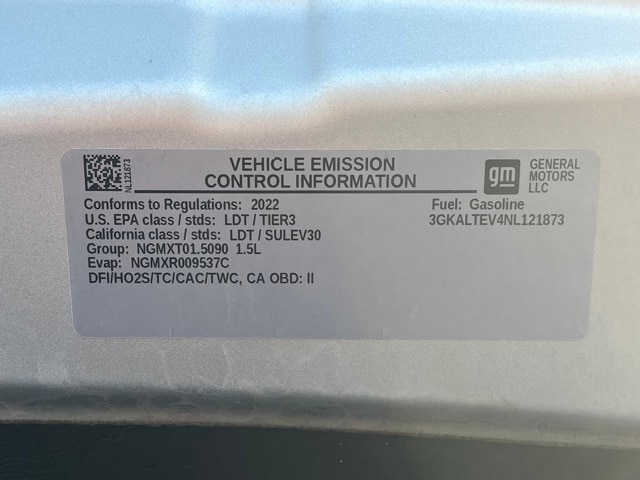 NL121873
VEHICLE EMISSION
CONTROL INFORMATION
gm
GENERAL
MOTORS
LLC
Conforms to Regulations: 2022
U.S. EPA class / stds: LDT / TIER3
California class / stds: LDT / SULEV30
Group: NGMXT01.5090 1.5L
Evap: NGMXR009537C
DFI/HO2S/TC/CAC/TWC, CA OBD: II
Fuel: Gasoline
3GKALTEV4NL121873